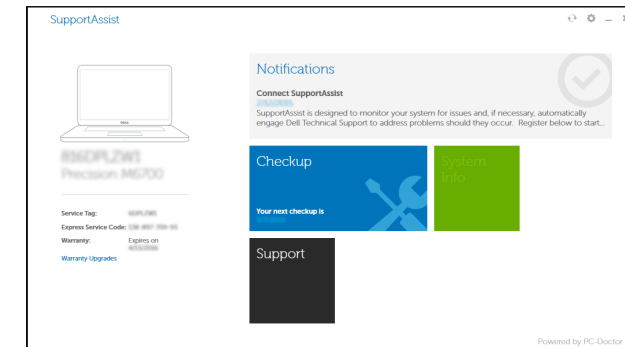 SupportAssist
Notifications
Connect SupportAssist
SupportAssist is designed to monitor your system for issues and, if necessary, automatically
engage Dell Technical Support to address problems should they occur. Register below to start...
DELL
Precision M6700
Checkup
System
Info
Your next checkup is
Service Tag:
Express Service Code:
Warranty: Expires on
Warranty Upgrades
Support
Powered by PC-Doctor